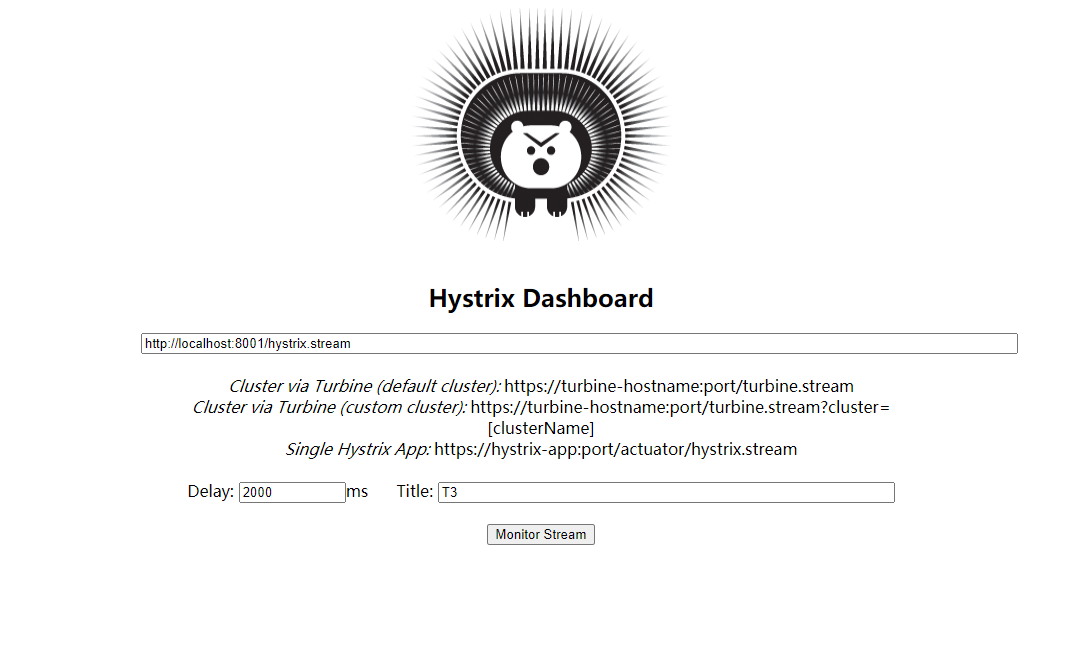 Hystrix Dashboard
http://localhost:8001/hystrix.stream
Cluster via Turbine (default cluster): https://turbine-hostname:port/turbine.stream
Cluster via Turbine (custom cluster): https://turbine-hostname:port/turbine.stream?cluster=
[clusterName]
Single Hystrix App: https://hystrix-app:port/actuator/hystrix.stream
Delay: 2000 ms Title: T3
Monitor Stream